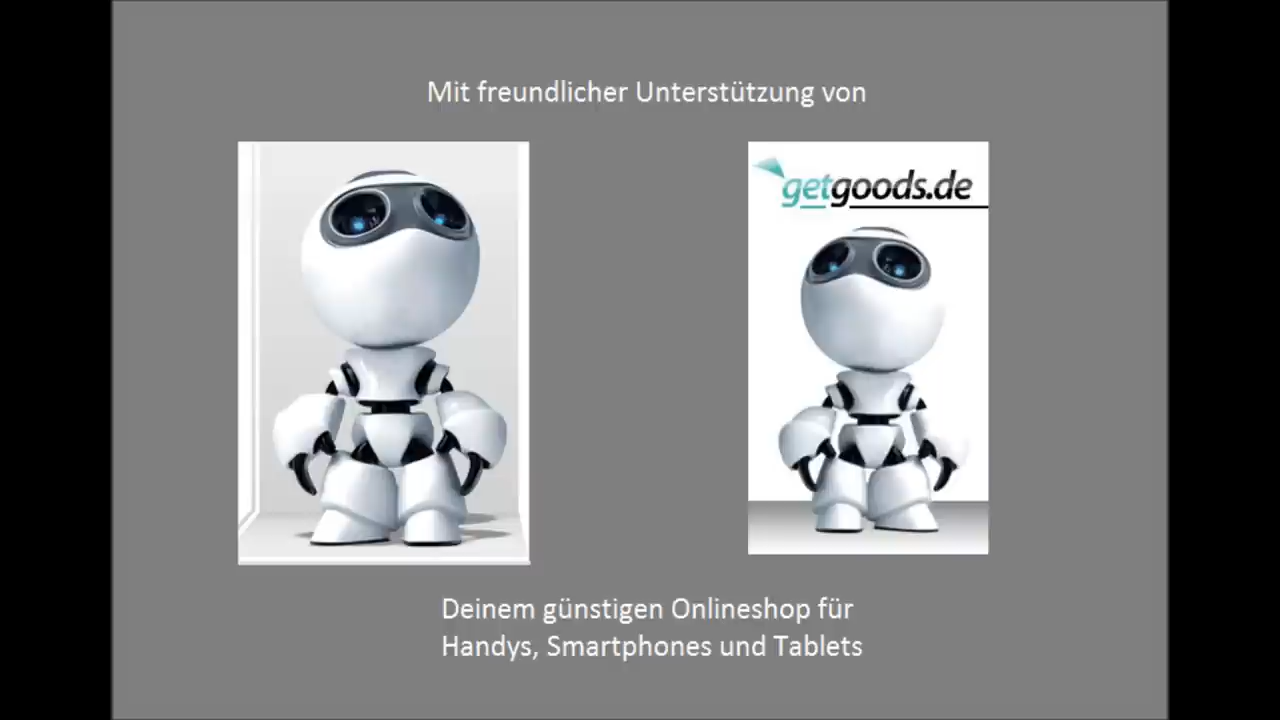 Mit freundlicher Unterstützung von
getgoods.de
Deinem günstigen Onlineshop für
Handys, Smartphones und Tablets